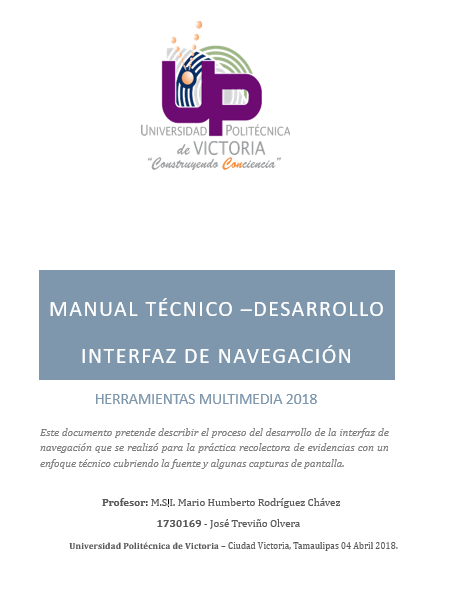 UP
UNIVERSIDAD POLITÉCNICA
de VICTORIA
"Construyendo Conciencia"
MANUAL TÉCNICO –DESARROLLO
INTERFAZ DE NAVEGACIÓN
HERRAMIENTAS MULTIMEDIA 2018
Este documento pretende describir el proceso del desarrollo de la interfaz de
navegación que se realizó para la práctica recolectora de evidencias con un
enfoque técnico cubriendo la fuente y algunas capturas de pantalla.
Profesor: M.S.I. Mario Humberto Rodríguez Chávez
1730169 - José Treviño Olvera
Universidad Politécnica de Victoria – Ciudad Victoria, Tamaulipas 04 Abril 2018.